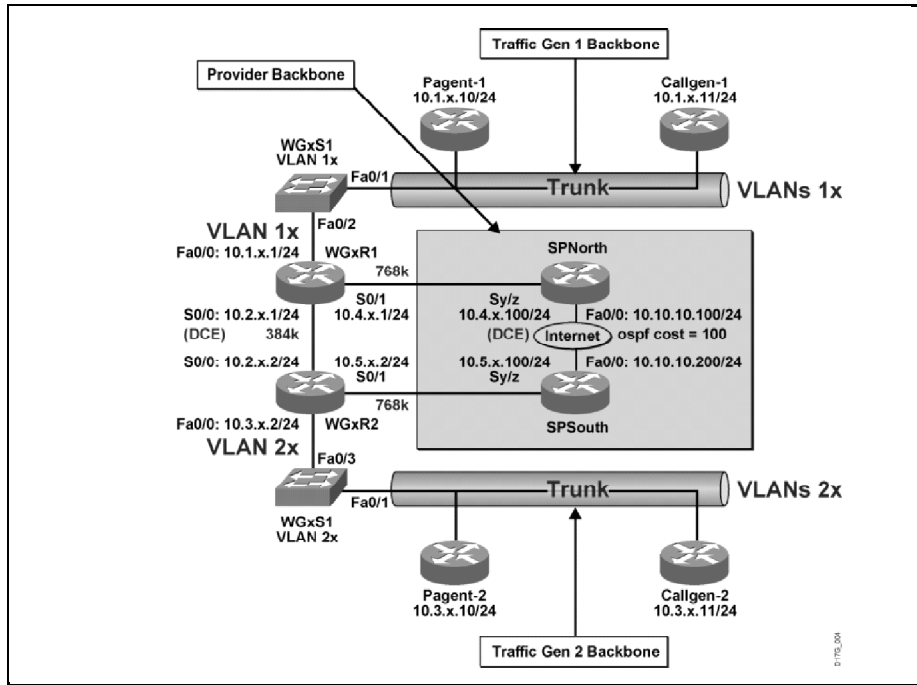 Traffic Gen 1 Backbone
Provider Backbone
Pagent-1
10.1.x.10/24
Callgen-1
10.1.x.11/24
WGxS1
VLAN 1x
Fa0/1
Trunk
VLANs 1x
Fa0/2
VLAN 1x
Fa0/0: 10.1.x.1/24
WGxR1
768k
SPNorth
S0/1
10.4.x.1/24
Sy/z
10.4.x.100/24
(DCE)
Fa0/0: 10.10.10.100/24
S0/0: 10.2.x.1/24
(DCE)
384k
Internet
ospf cost = 100
S0/0: 10.2.x.2/24
10.5.x.2/24
S0/1
10.5.x.100/24
Sy/z
Fa0/0: 10.10.10.200/24
768k
Fa0/0: 10.3.x.2/24
WGxR2
SPSouth
VLAN 2x
Fa0/3
Trunk
VLANs 2x
Fa0/1
WGxS1
VLAN 2x
Pagent-2
10.3.x.10/24
Callgen-2
10.3.x.11/24
Traffic Gen 2 Backbone
D17G_004